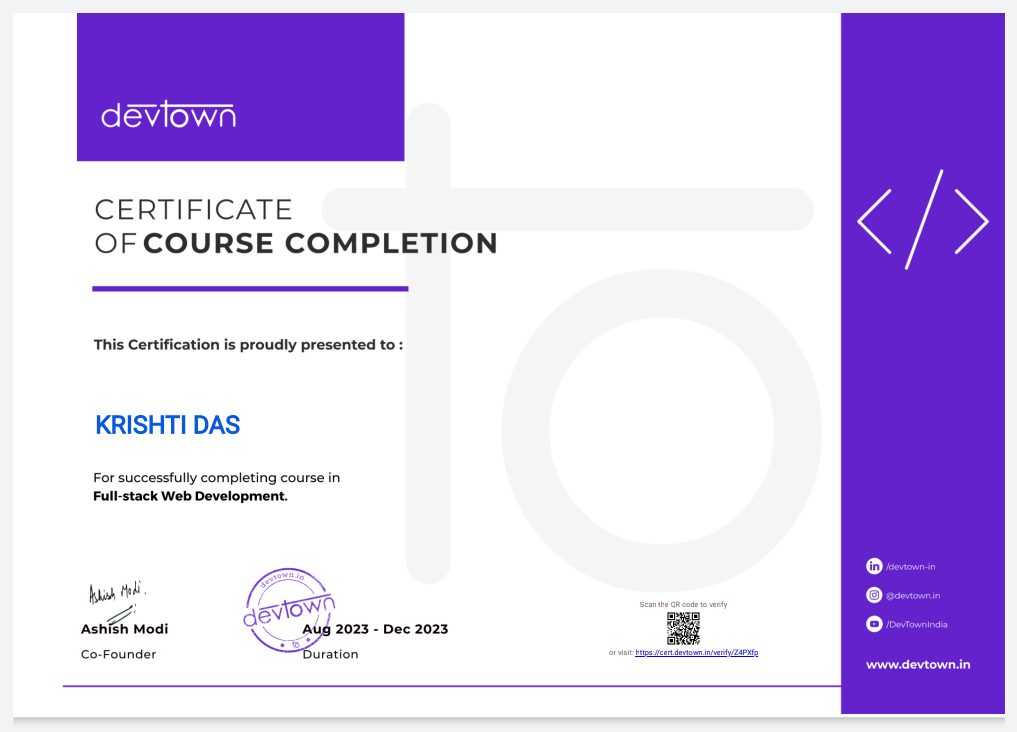 devtown
CERTIFICATE
OF COURSE COMPLETION
This Certification is proudly presented to :
KRISHTI DAS
For successfully completing course in
Full-stack Web Development.
Ashish Modi.
Ashish Modi
Co-Founder
devtown.in
devtown
Aug 2023 - Dec 2023
Duration
Scan the QR code to verify
or visit: https://cert.devtown.in/verify/Z4PXfp
</>
/devtown-in
@devtown.in
/DevTownIndia
www.devtown.in